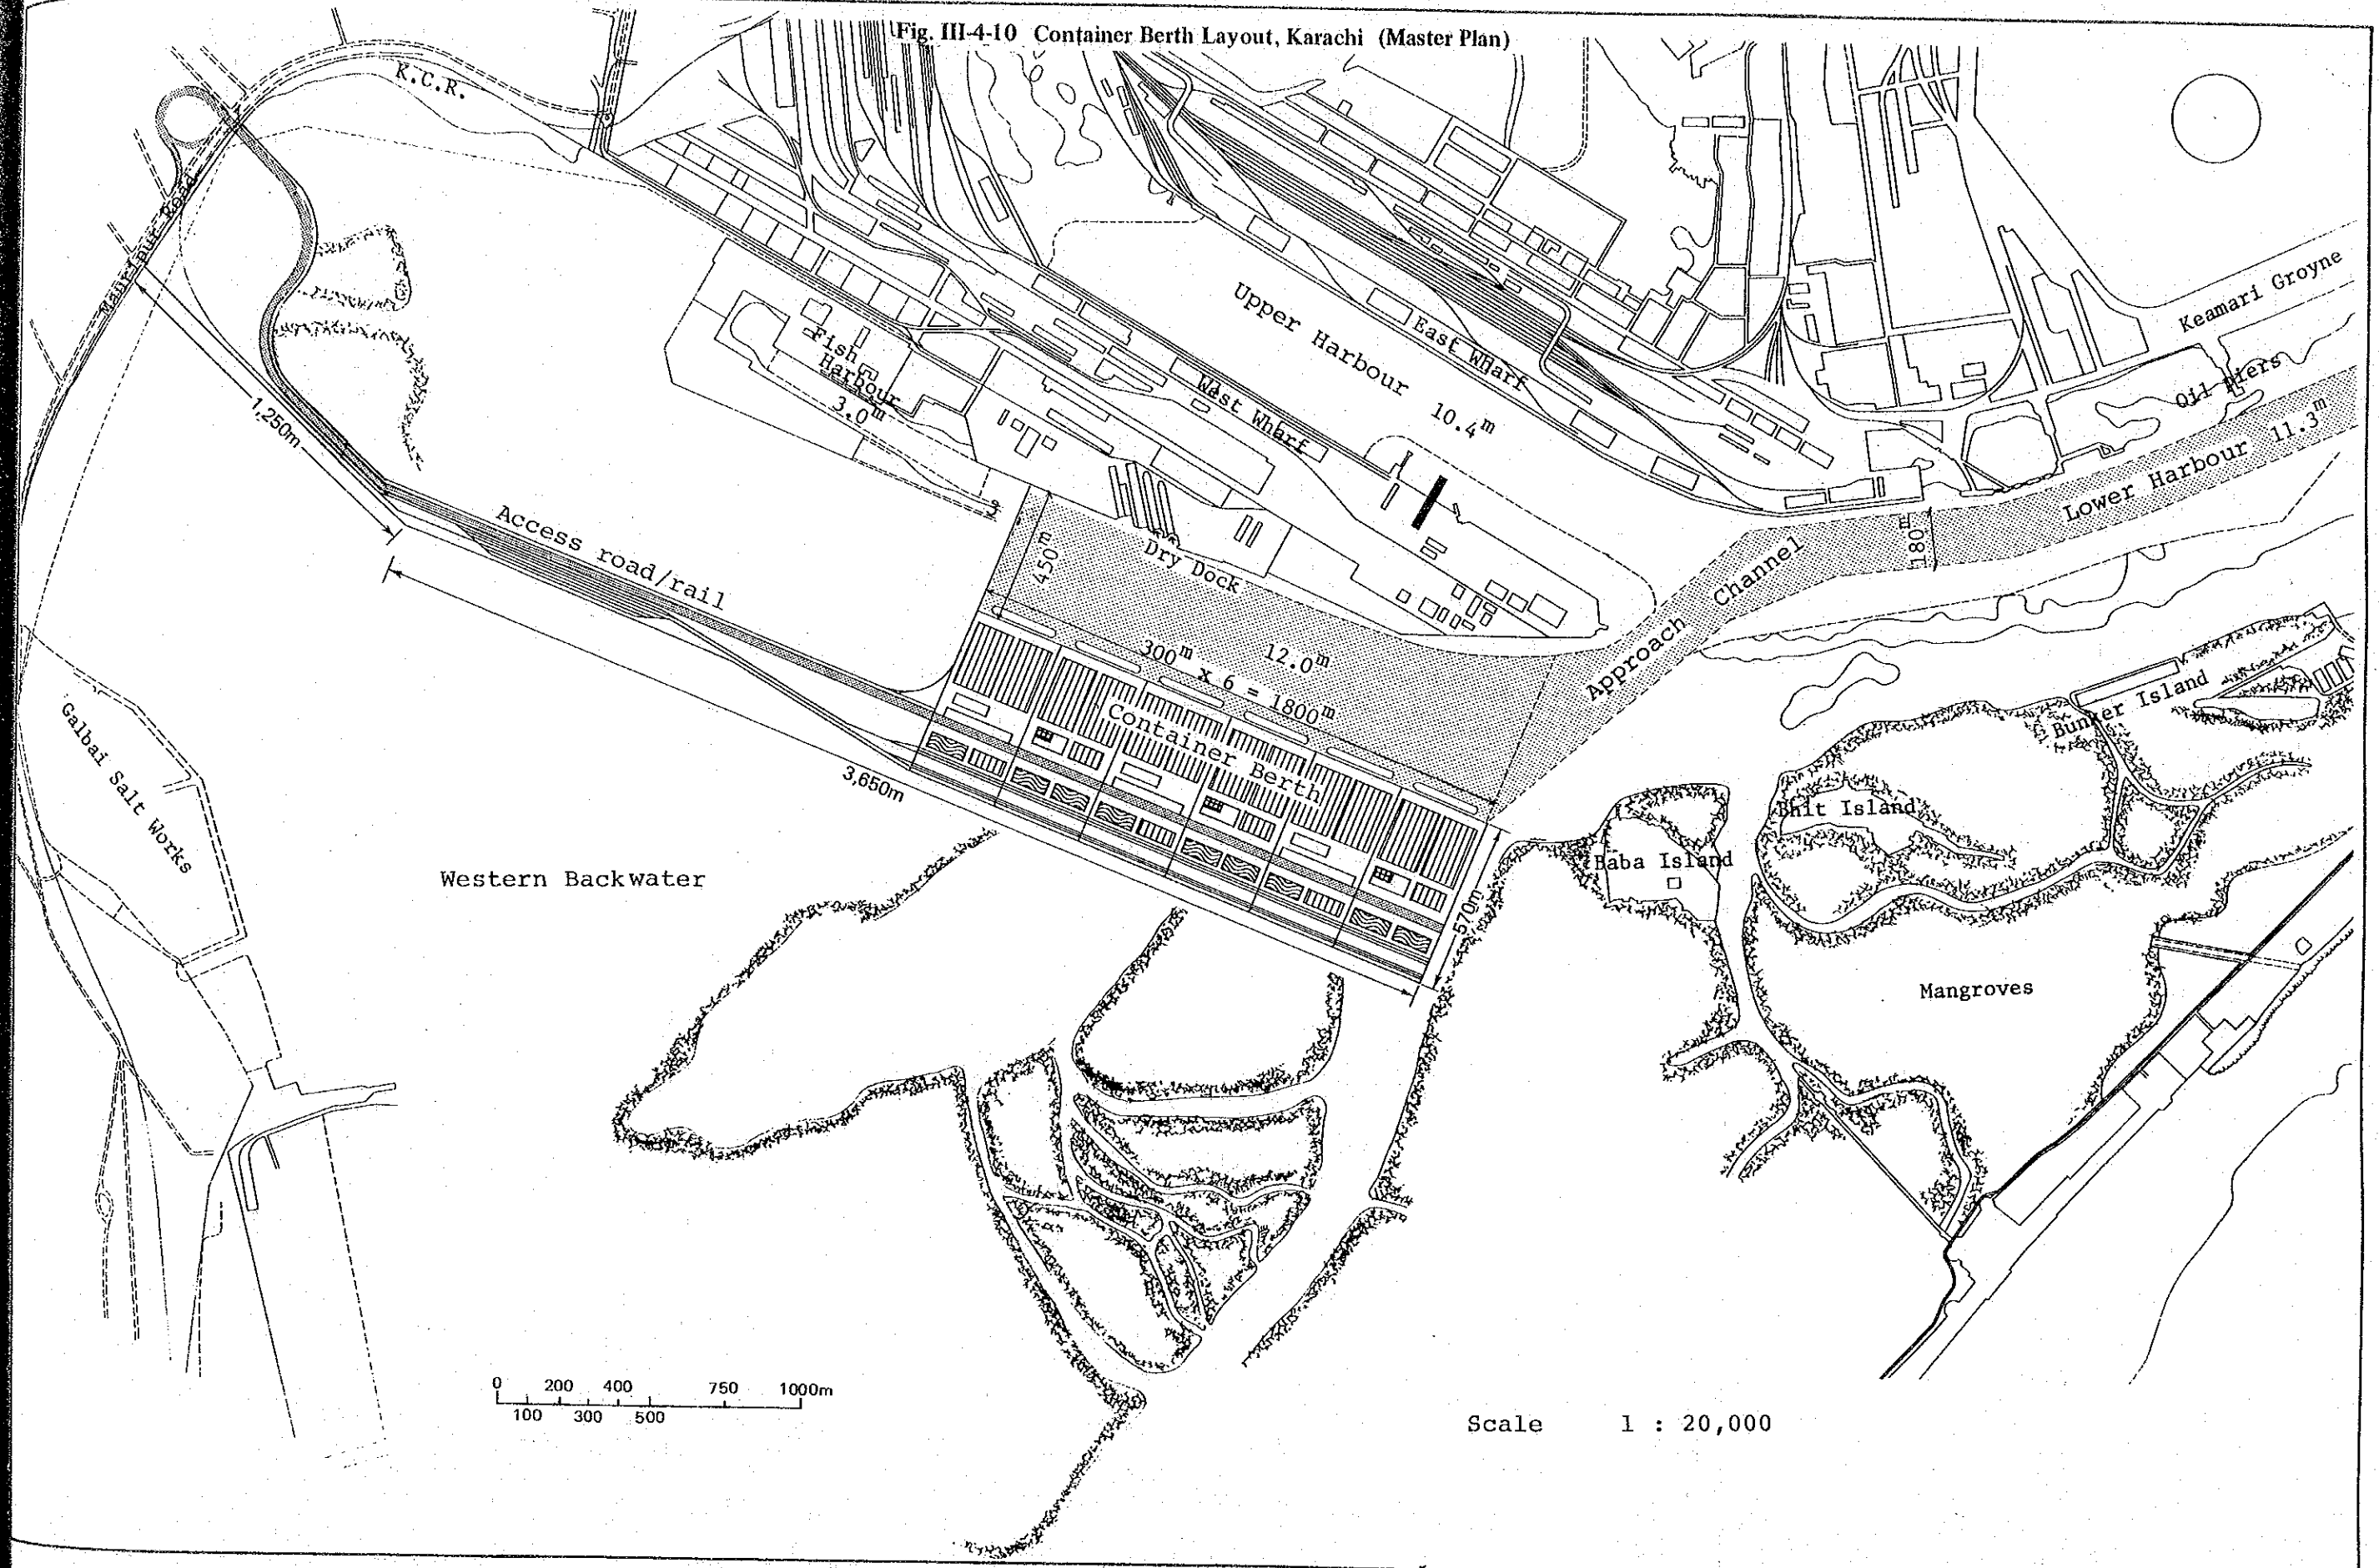 Fig. III-4-10 Container Berth Layout, Karachi (Master Plan)
K.C.R.
Mauripur Road
1,250m
Access road/rail
Fish
Harbour
3.0m
Upper Harbour 10.4m
East Wharf
West Wharf
Keamari Groyne
Oil Piers
Lower Harbour 11.3m
180m
Approach Channel
Dry Dock
450m
12.0m
300m x 6 = 1800m
Container Berth
3,650m
570m
Galbai Salt Works
Western Backwater
Bunker Island
Bhit Island
Baba Island
Mangroves
0 200 400 750 1000m
100 300 500
Scale 1 : 20,000